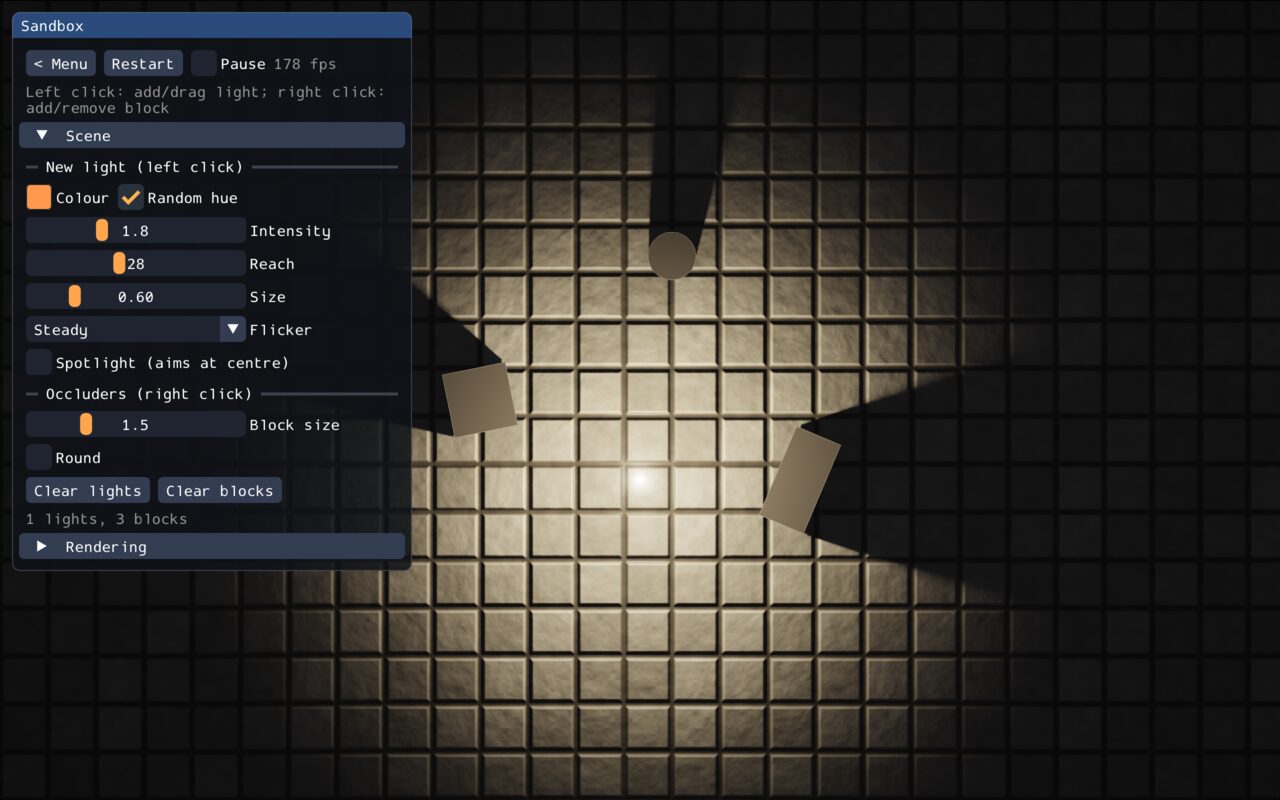 Sandbox
< Menu Restart Pause 178 fps
Left click: add/drag light; right click:
add/remove block
Scene
New light (left click)
Colour Random hue
1.8 Intensity
28 Reach
0.60 Size
Steady Flicker
Spotlight (aims at centre)
Occluders (right click)
1.5 Block size
Round
Clear lights Clear blocks
1 lights, 3 blocks
Rendering